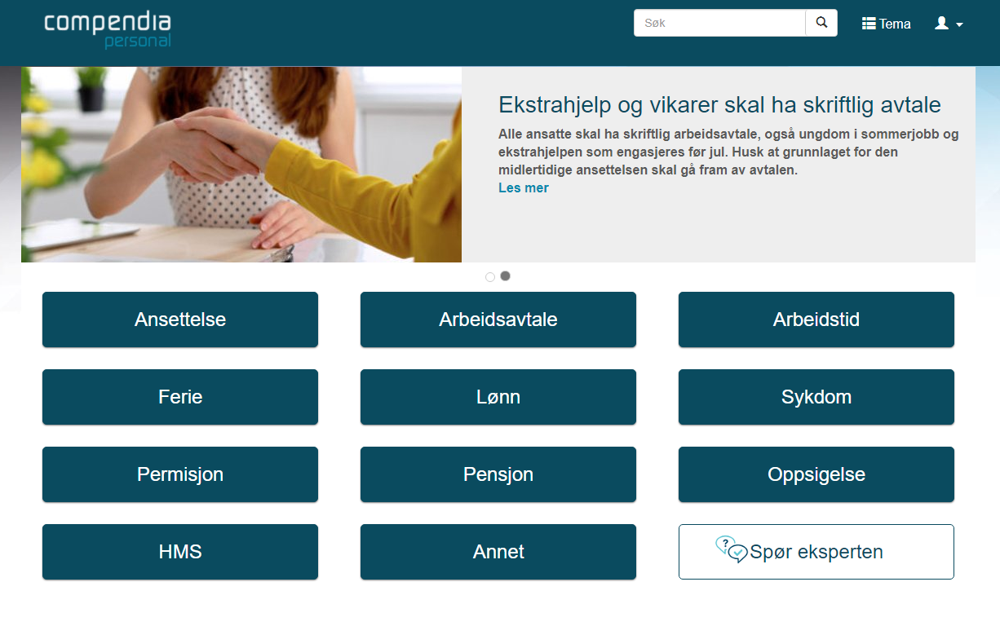 compendia
personal
Søk
Tema
Ekstrahjelp og vikarer skal ha skriftlig avtale
Alle ansatte skal ha skriftlig arbeidsavtale, også ungdom i sommerjobb og
ekstrahjelpen som engasjeres før jul. Husk at grunnlaget for den
midlertidige ansettelsen skal gå fram av avtalen.
Les mer
Ansettelse
Arbeidsavtale
Arbeidstid
Ferie
Lønn
Sykdom
Permisjon
Pensjon
Oppsigelse
HMS
Annet
? Spør eksperten